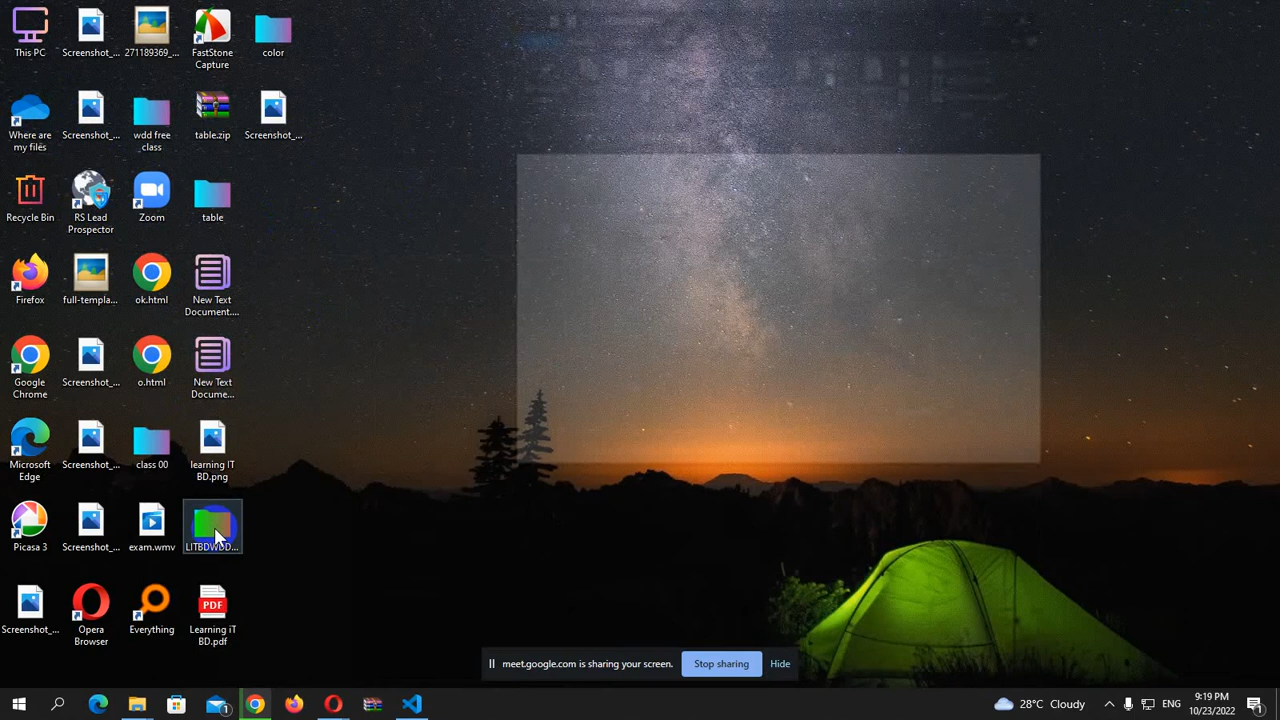 This PC
Screenshot_...
271189369_...
FastStone
Capture
color
Where are
my files
Screenshot_...
wdd free
class
table.zip
Screenshot_...
Recycle Bin
RS Lead
Prospector
Zoom
table
Firefox
full-templa...
ok.html
New Text
Document....
Google
Chrome
Screenshot_...
o.html
New Text
Docume...
Microsoft
Edge
Screenshot_...
class 00
learning IT
BD.png
Picasa 3
Screenshot_...
exam.wmv
LITBDWDD...
Screenshot_...
Opera
Browser
Everything
PDF
Learning iT
BD.pdf
meet.google.com is sharing your screen.
Stop sharing
Hide
1
28°C Cloudy
ENG
9:19 PM
10/23/2022